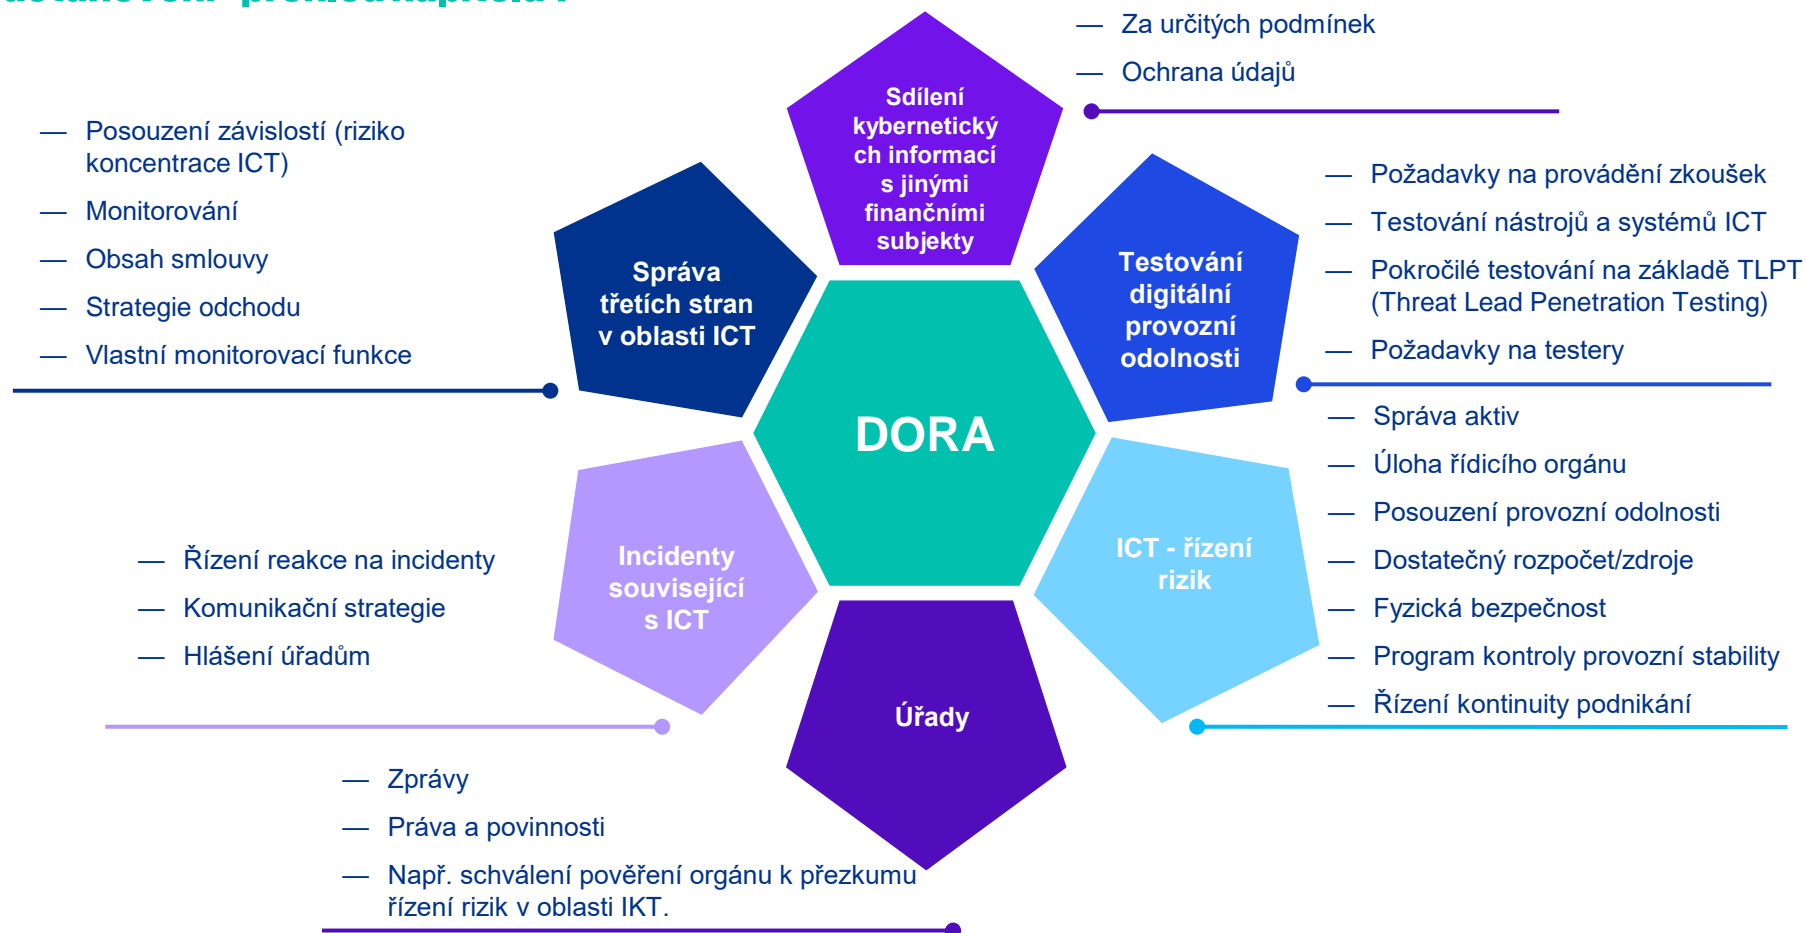 — Za určitých podmínek
— Ochrana údajů
Sdílení
kybernetický
ch informací
s jinými
finančními
subjekty
— Posouzení závislostí (riziko
koncentrace ICT)
— Monitorování
— Obsah smlouvy
— Strategie odchodu
— Vlastní monitorovací funkce
Správa
třetích stran
v oblasti ICT
Testování
digitální
provozní
odolnosti
— Požadavky na provádění zkoušek
— Testování nástrojů a systémů ICT
— Pokročilé testování na základě TLPT
(Threat Lead Penetration Testing)
— Požadavky na testery
DORA
— Správa aktiv
— Úloha řídicího orgánu
— Posouzení provozní odolnosti
— Dostatečný rozpočet/zdroje
— Fyzická bezpečnost
— Program kontroly provozní stability
— Řízení kontinuity podnikání
ICT - řízení
rizik
Incidenty
související
s ICT
— Řízení reakce na incidenty
— Komunikační strategie
— Hlášení úřadům
Úřady
— Zprávy
— Práva a povinnosti
— Např. schválení pověření orgánu k přezkumu
řízení rizik v oblasti IKT.